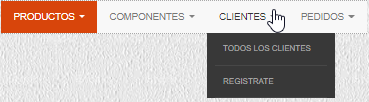 PRODUCTOS COMPONENTES CLIENTES PEDIDOS
TODOS LOS CLIENTES
REGISTRATE